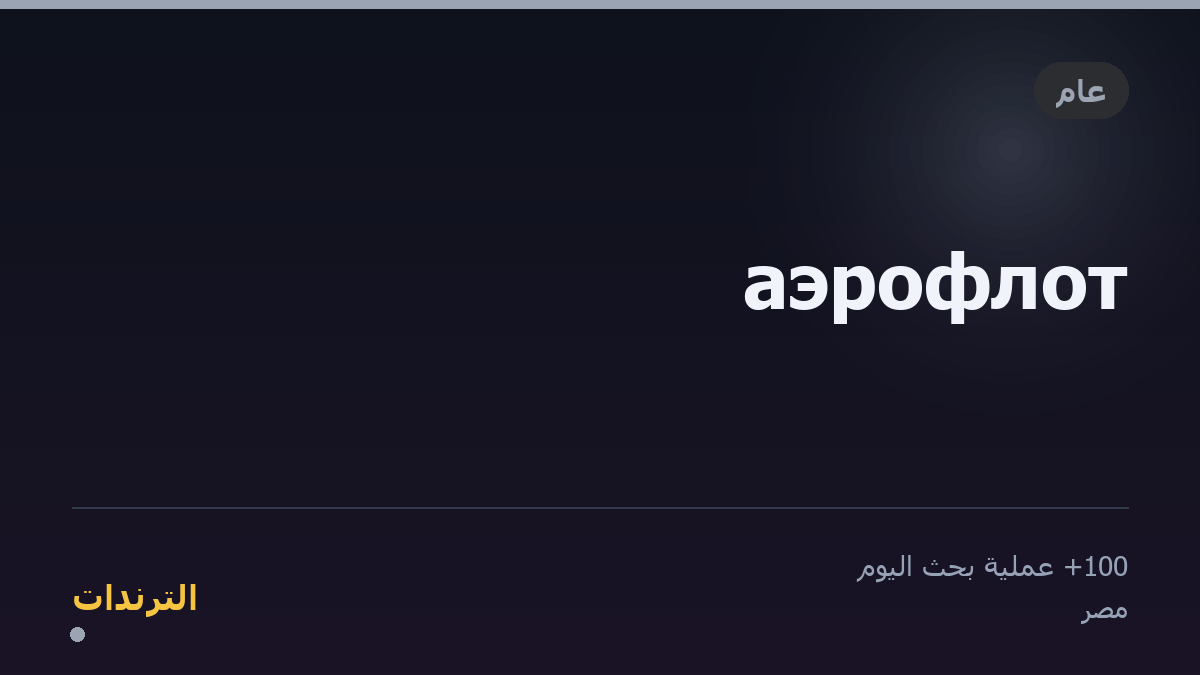 عام
аэрофлот
100+ عملية بحث اليوم
مصر
الترندات